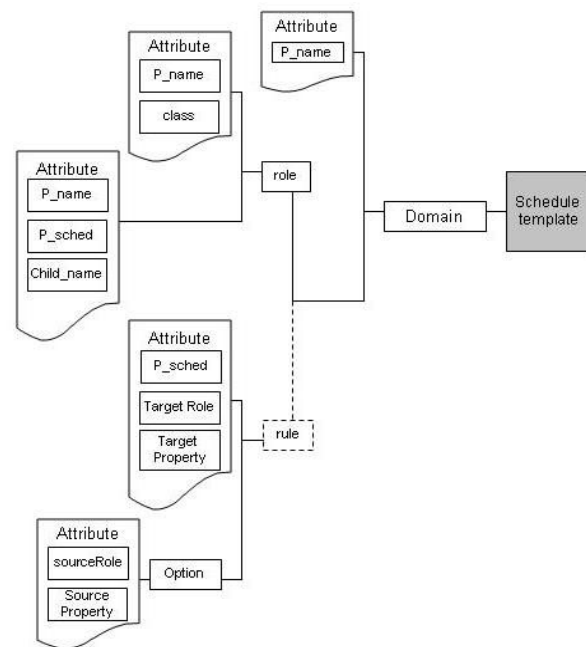 Attribute
P_name
Attribute
P_name
class
Attribute
P_name
P_sched
Child_name
role
Domain
Schedule
template
Attribute
P_sched
Target Role
Target
Property
rule
Attribute
sourceRole
Source
Property
Option